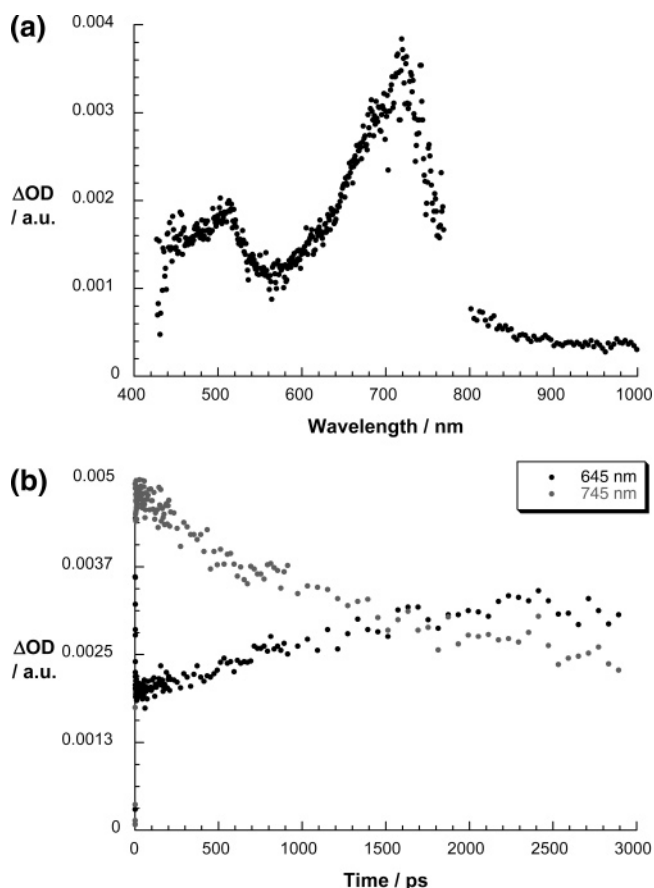 (a)
0.004
0.003
ΔOD
/ a.u.
0.002
0.001
0
400 500 600 700 800 900 1000
Wavelength / nm
(b)
0.005
645 nm
745 nm
0.0037
ΔOD
/ a.u.
0.0025
0.0013
0
0 500 1000 1500 2000 2500 3000
Time / ps